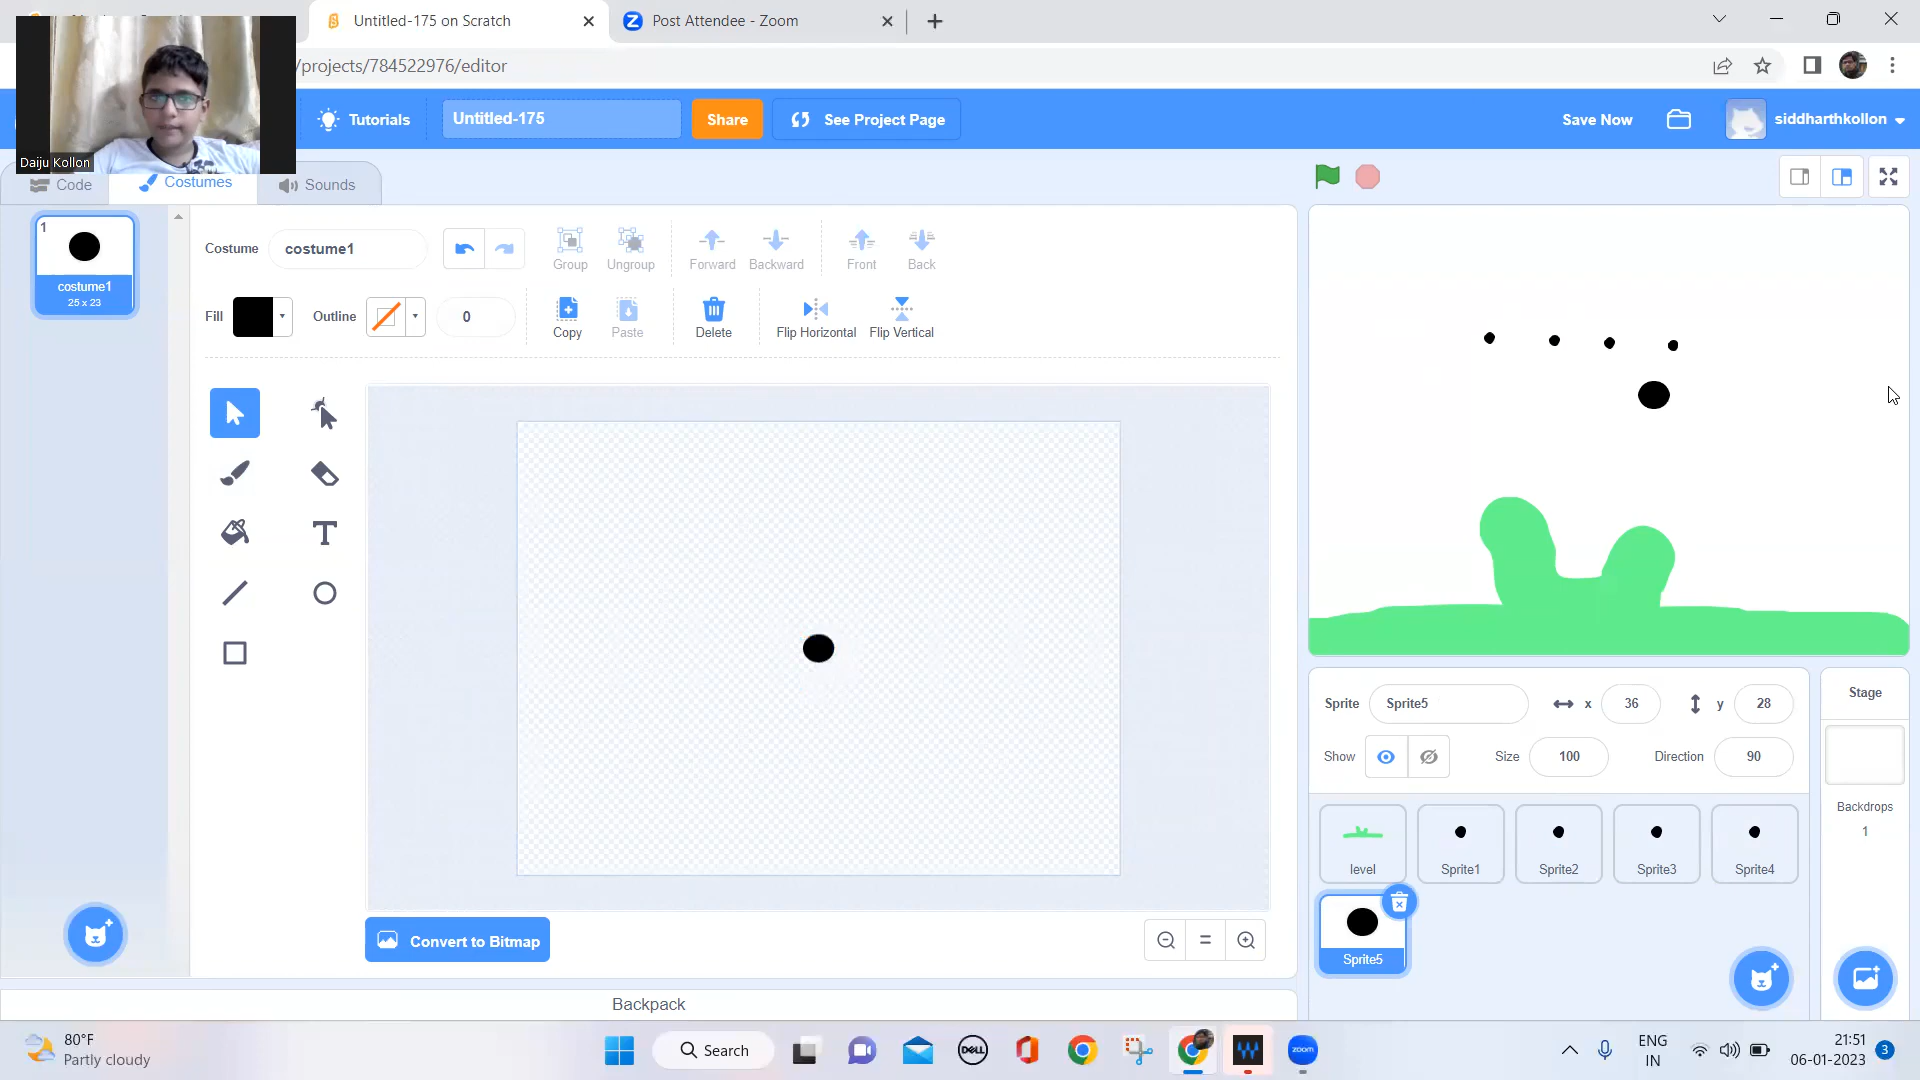 Untitled-175 on Scratch
Post Attendee - Zoom
/projects/784522976/editor
Daiju Kollon
Tutorials
Untitled-175
Share
See Project Page
Save Now
siddharthkollon
Code
Costumes
Sounds
1
costume1
25 x 23
Costume
costume1
Group
Ungroup
Forward
Backward
Front
Back
Fill
Outline
0
Copy
Paste
Delete
Flip Horizontal
Flip Vertical
Convert to Bitmap
Backpack
Sprite
Sprite5
x
36
y
28
Show
Size
100
Direction
90
level
Sprite1
Sprite2
Sprite3
Sprite4
Sprite5
Stage
Backdrops
1
80°F
Partly cloudy
Search
DELL
zoom
ENG
IN
21:51
06-01-2023
3